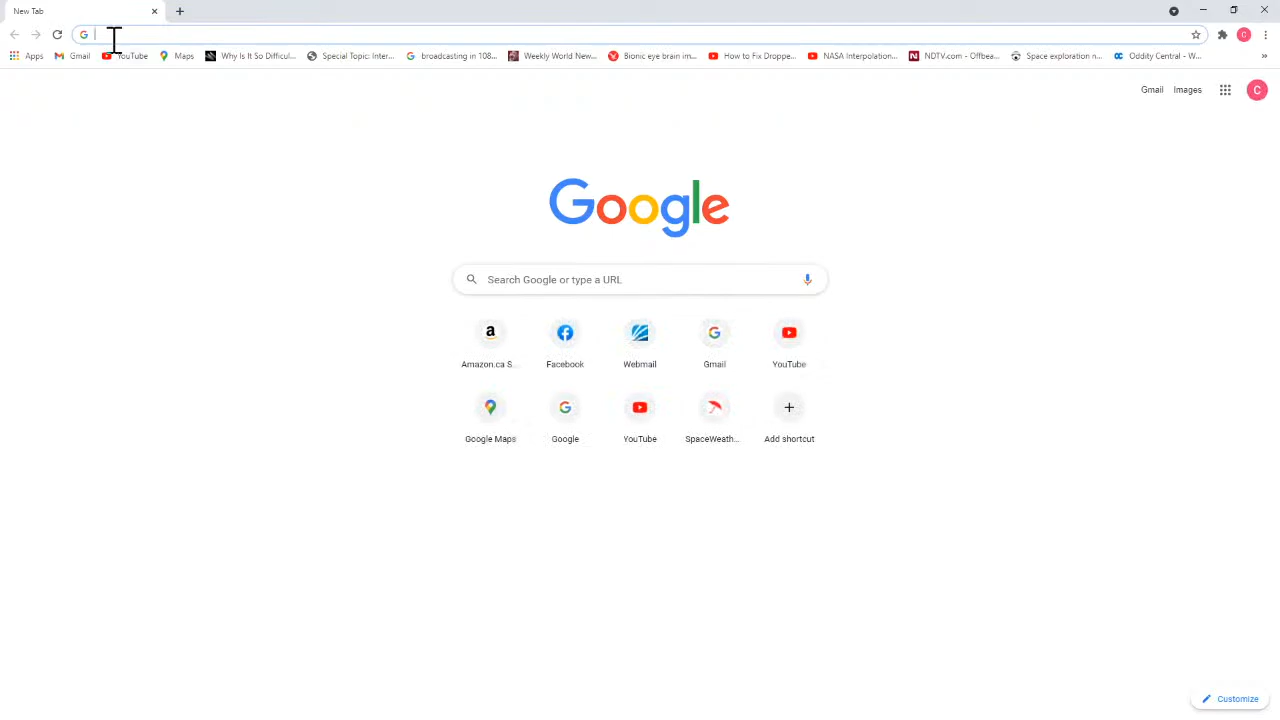 New Tab
Apps Gmail YouTube Maps Why Is It So Difficul... Special Topic: Inter... broadcasting in 108... Weekly World New... Bionic eye brain im... How to Fix Droppe... NASA Interpolation... NDTV.com - Offbea... Space exploration n... Oddity Central - W... »
Gmail Images C
Google
Search Google or type a URL
Amazon.ca S... Facebook Webmail Gmail YouTube
Google Maps Google YouTube SpaceWeath... Add shortcut
Customize